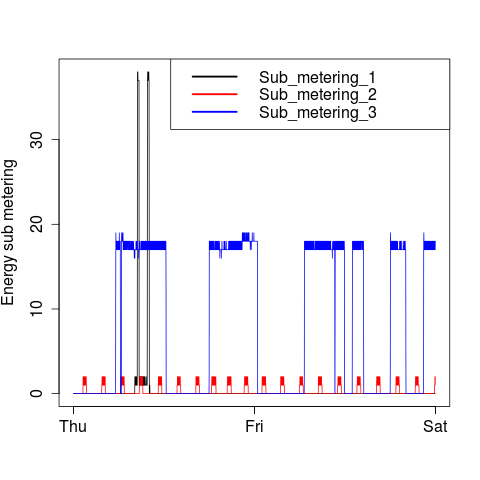 Sub_metering_1
Sub_metering_2
Sub_metering_3
Energy sub metering
30
20
10
0
Thu Fri Sat